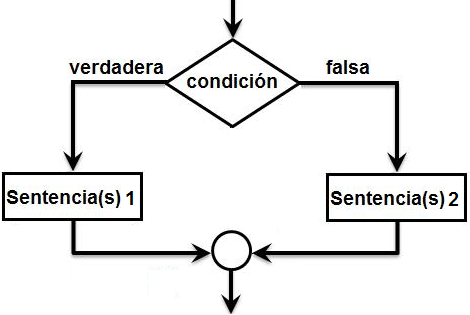 verdadera
condición
falsa
Sentencia(s) 1
Sentencia(s) 2